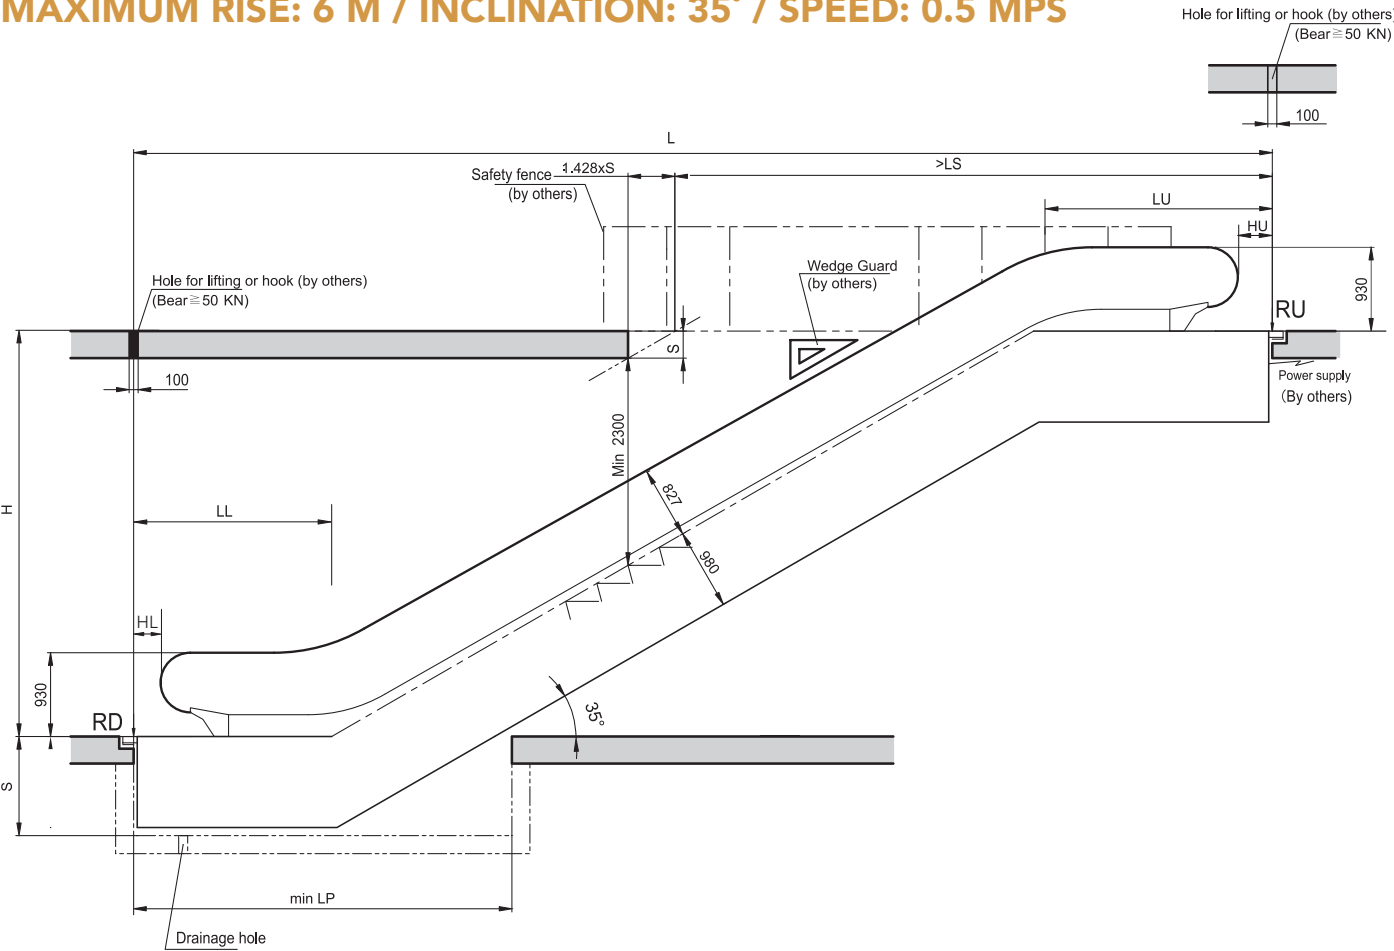 MAXIMUM RISE: 6 M / INCLINATION: 35° / SPEED: 0.5 MPS
Hole for lifting or hook (by others)
(Bear≧50 KN)
100
L
Safety fence
(by others)
1.428xS
>LS
LU
HU
Hole for lifting or hook (by others)
(Bear≧50 KN)
Wedge Guard
(by others)
930
RU
S
100
Power supply
(By others)
Min 2300
H
827
LL
980
HL
930
35°
RD
S
min LP
Drainage hole